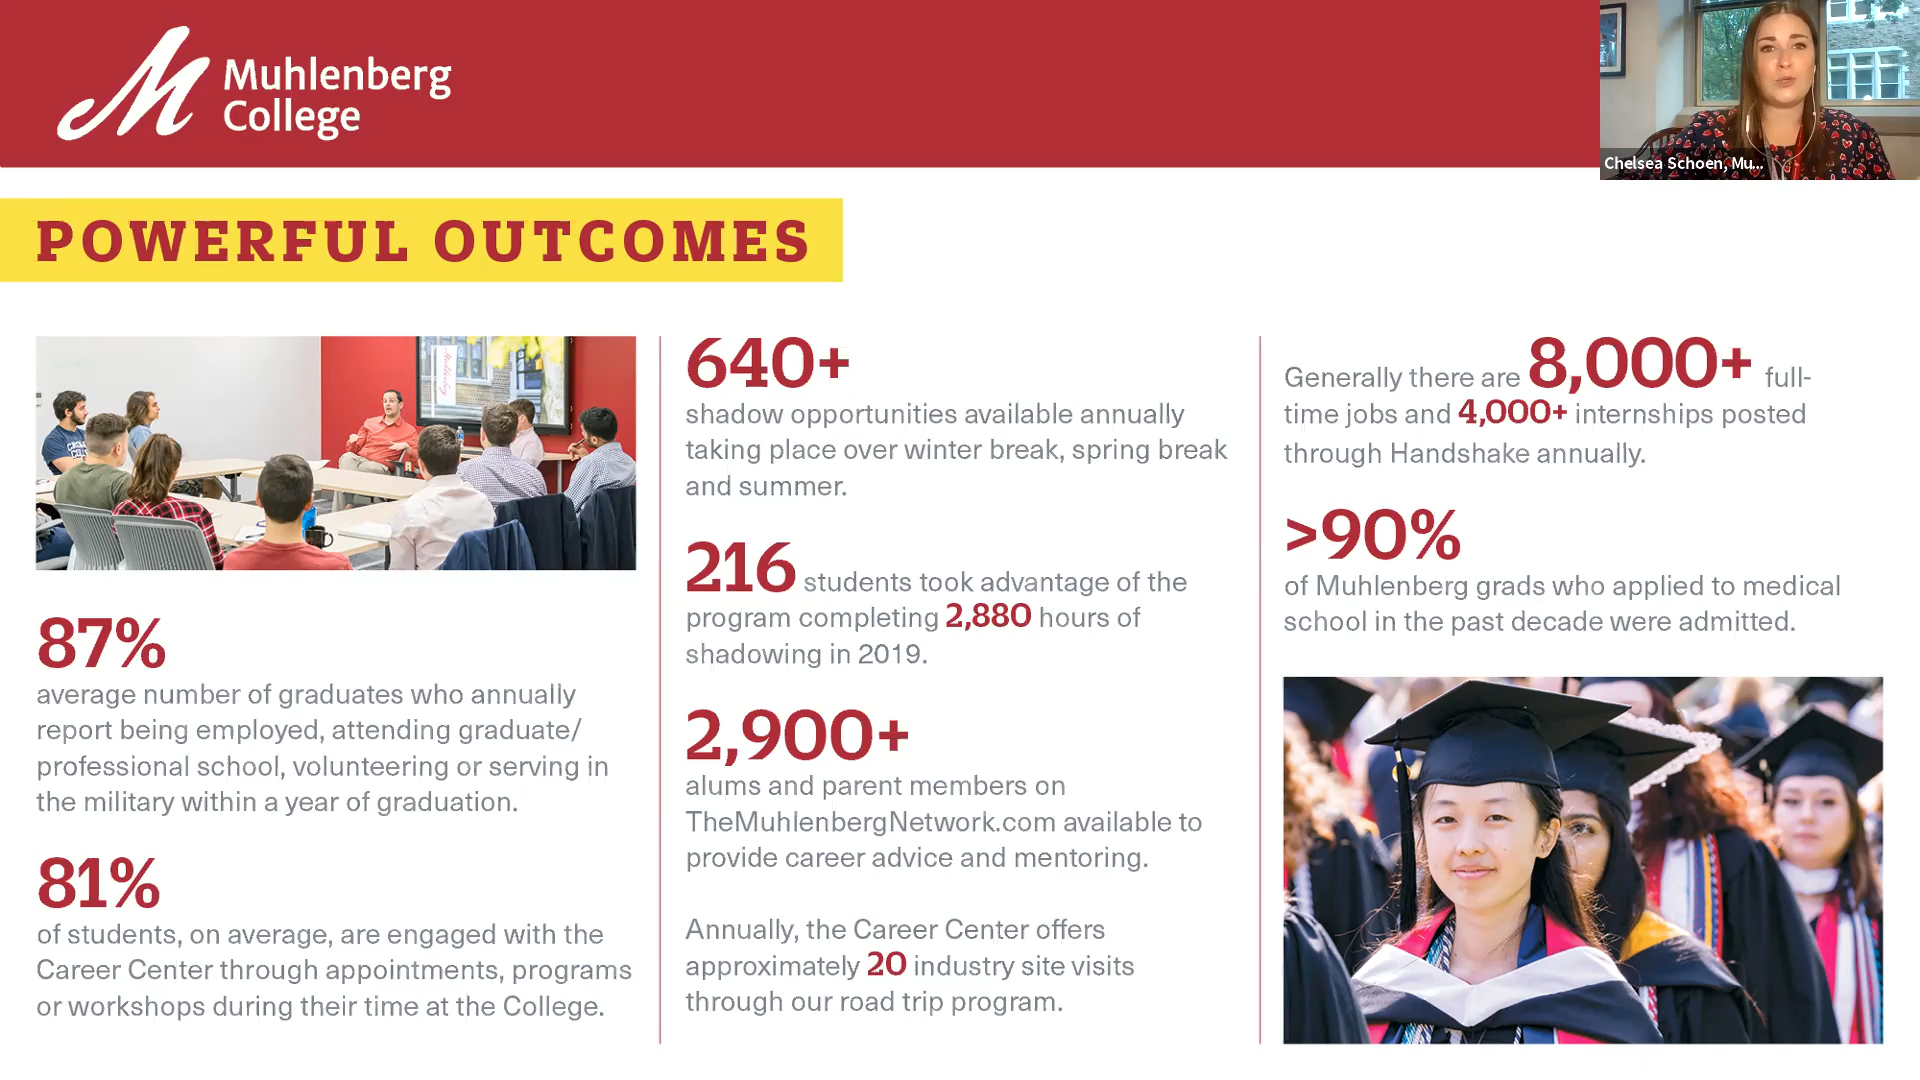 Muhlenberg
College
Chelsea Schoen, Mu...
POWERFUL OUTCOMES
87%
average number of graduates who annually
report being employed, attending graduate/
professional school, volunteering or serving in
the military within a year of graduation.
81%
of students, on average, are engaged with the
Career Center through appointments, programs
or workshops during their time at the College.
640+
shadow opportunities available annually
taking place over winter break, spring break
and summer.
216 students took advantage of the
program completing 2,880 hours of
shadowing in 2019.
2,900+
alums and parent members on
TheMuhlenbergNetwork.com available to
provide career advice and mentoring.
Annually, the Career Center offers
approximately 20 industry site visits
through our road trip program.
Generally there are 8,000+ full-
time jobs and 4,000+ internships posted
through Handshake annually.
>90%
of Muhlenberg grads who applied to medical
school in the past decade were admitted.